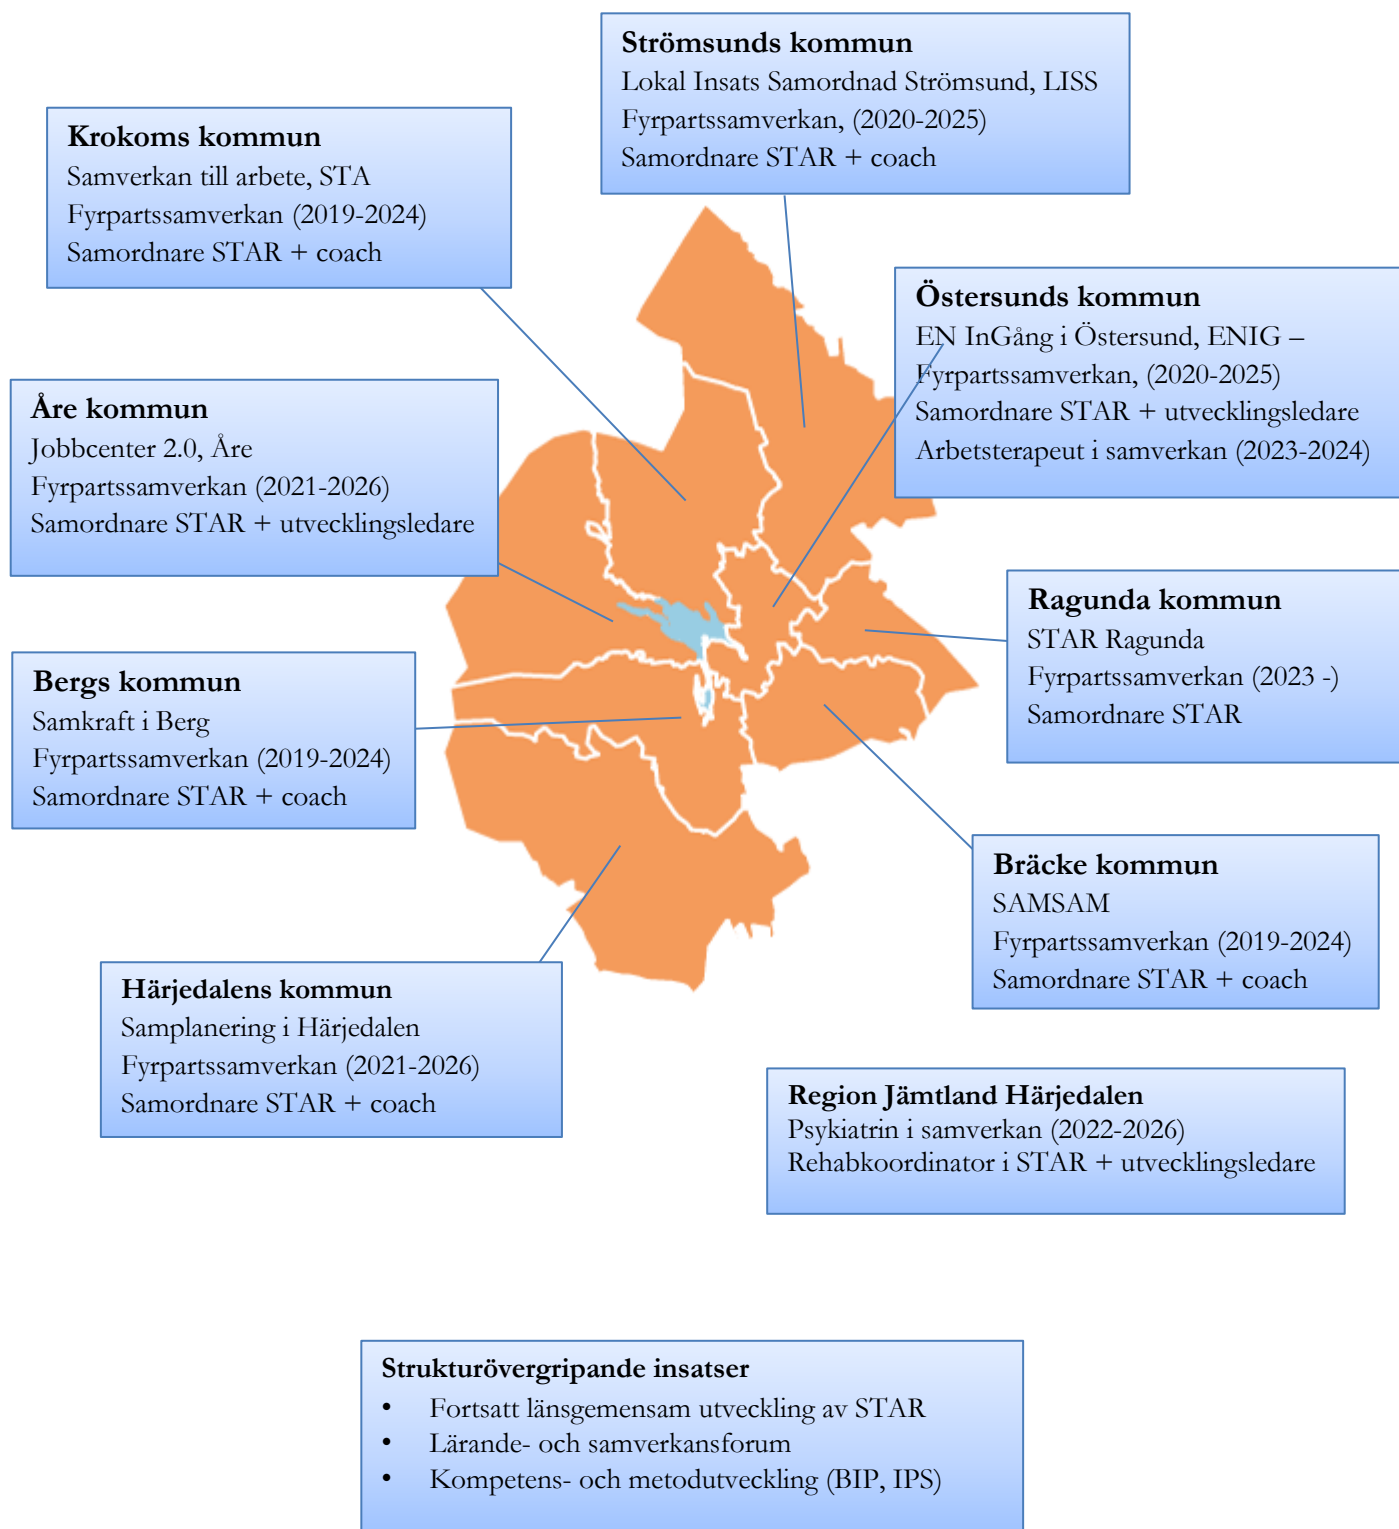 Strömsunds kommun
Lokal Insats Samordnad Strömsund, LISS
Fyrpartssamverkan, (2020-2025)
Samordnare STAR + coach
Krokoms kommun
Samverkan till arbete, STA
Fyrpartssamverkan (2019-2024)
Samordnare STAR + coach
Östersunds kommun
EN InGång i Östersund, ENIG –
Fyrpartssamverkan, (2020-2025)
Samordnare STAR + utvecklingsledare
Arbetsterapeut i samverkan (2023-2024)
Åre kommun
Jobbcenter 2.0, Åre
Fyrpartssamverkan (2021-2026)
Samordnare STAR + utvecklingsledare
Ragunda kommun
STAR Ragunda
Fyrpartssamverkan (2023 -)
Samordnare STAR
Bergs kommun
Samkraft i Berg
Fyrpartssamverkan (2019-2024)
Samordnare STAR + coach
Bräcke kommun
SAMSAM
Fyrpartssamverkan (2019-2024)
Samordnare STAR + coach
Härjedalens kommun
Samplanering i Härjedalen
Fyrpartssamverkan (2021-2026)
Samordnare STAR + coach
Region Jämtland Härjedalen
Psykiatrin i samverkan (2022-2026)
Rehabkoordinator i STAR + utvecklingsledare
Strukturövergripande insatser
• Fortsatt länsgemensam utveckling av STAR
• Lärande- och samverkansforum
• Kompetens- och metodutveckling (BIP, IPS)